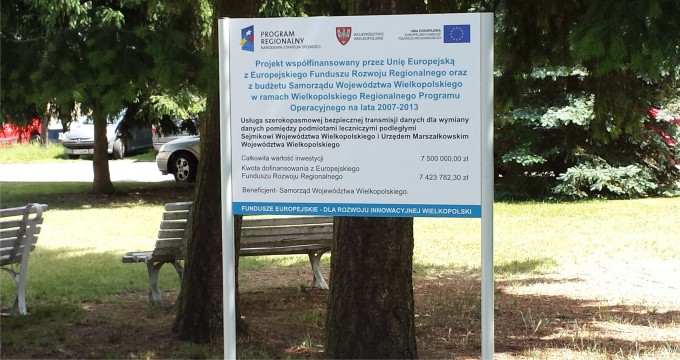 PROGRAM
REGIONALNY
NARODOWA STRATEGIA SPÓJNOŚCI
WOJEWÓDZTWO
WIELKOPOLSKIE
UNIA EUROPEJSKA
EUROPEJSKI FUNDUSZ
ROZWOJU REGIONALNEGO
Projekt współfinansowany przez Unię Europejską
z Europejskiego Funduszu Rozwoju Regionalnego oraz
z budżetu Samorządu Województwa Wielkopolskiego
w ramach Wielkopolskiego Regionalnego Programu
Operacyjnego na lata 2007-2013
Usługa szerokopasmowej bezpiecznej transmisji danych dla wymiany
danych pomiędzy podmiotami leczniczymi podległymi
Sejmikowi Województwa Wielkopolskiego i Urzędem Marszałkowskim
Województwa Wielkopolskiego
Całkowita wartość inwestycji 7 500 000,00 zł
Kwota dofinansowania z Europejskiego
Funduszu Rozwoju Regionalnego 7 423 782,30 zł
Beneficjent- Samorząd Województwa Wielkopolskiego.
FUNDUSZE EUROPEJSKIE - DLA ROZWOJU INNOWACYJNEJ WIELKOPOLSKI